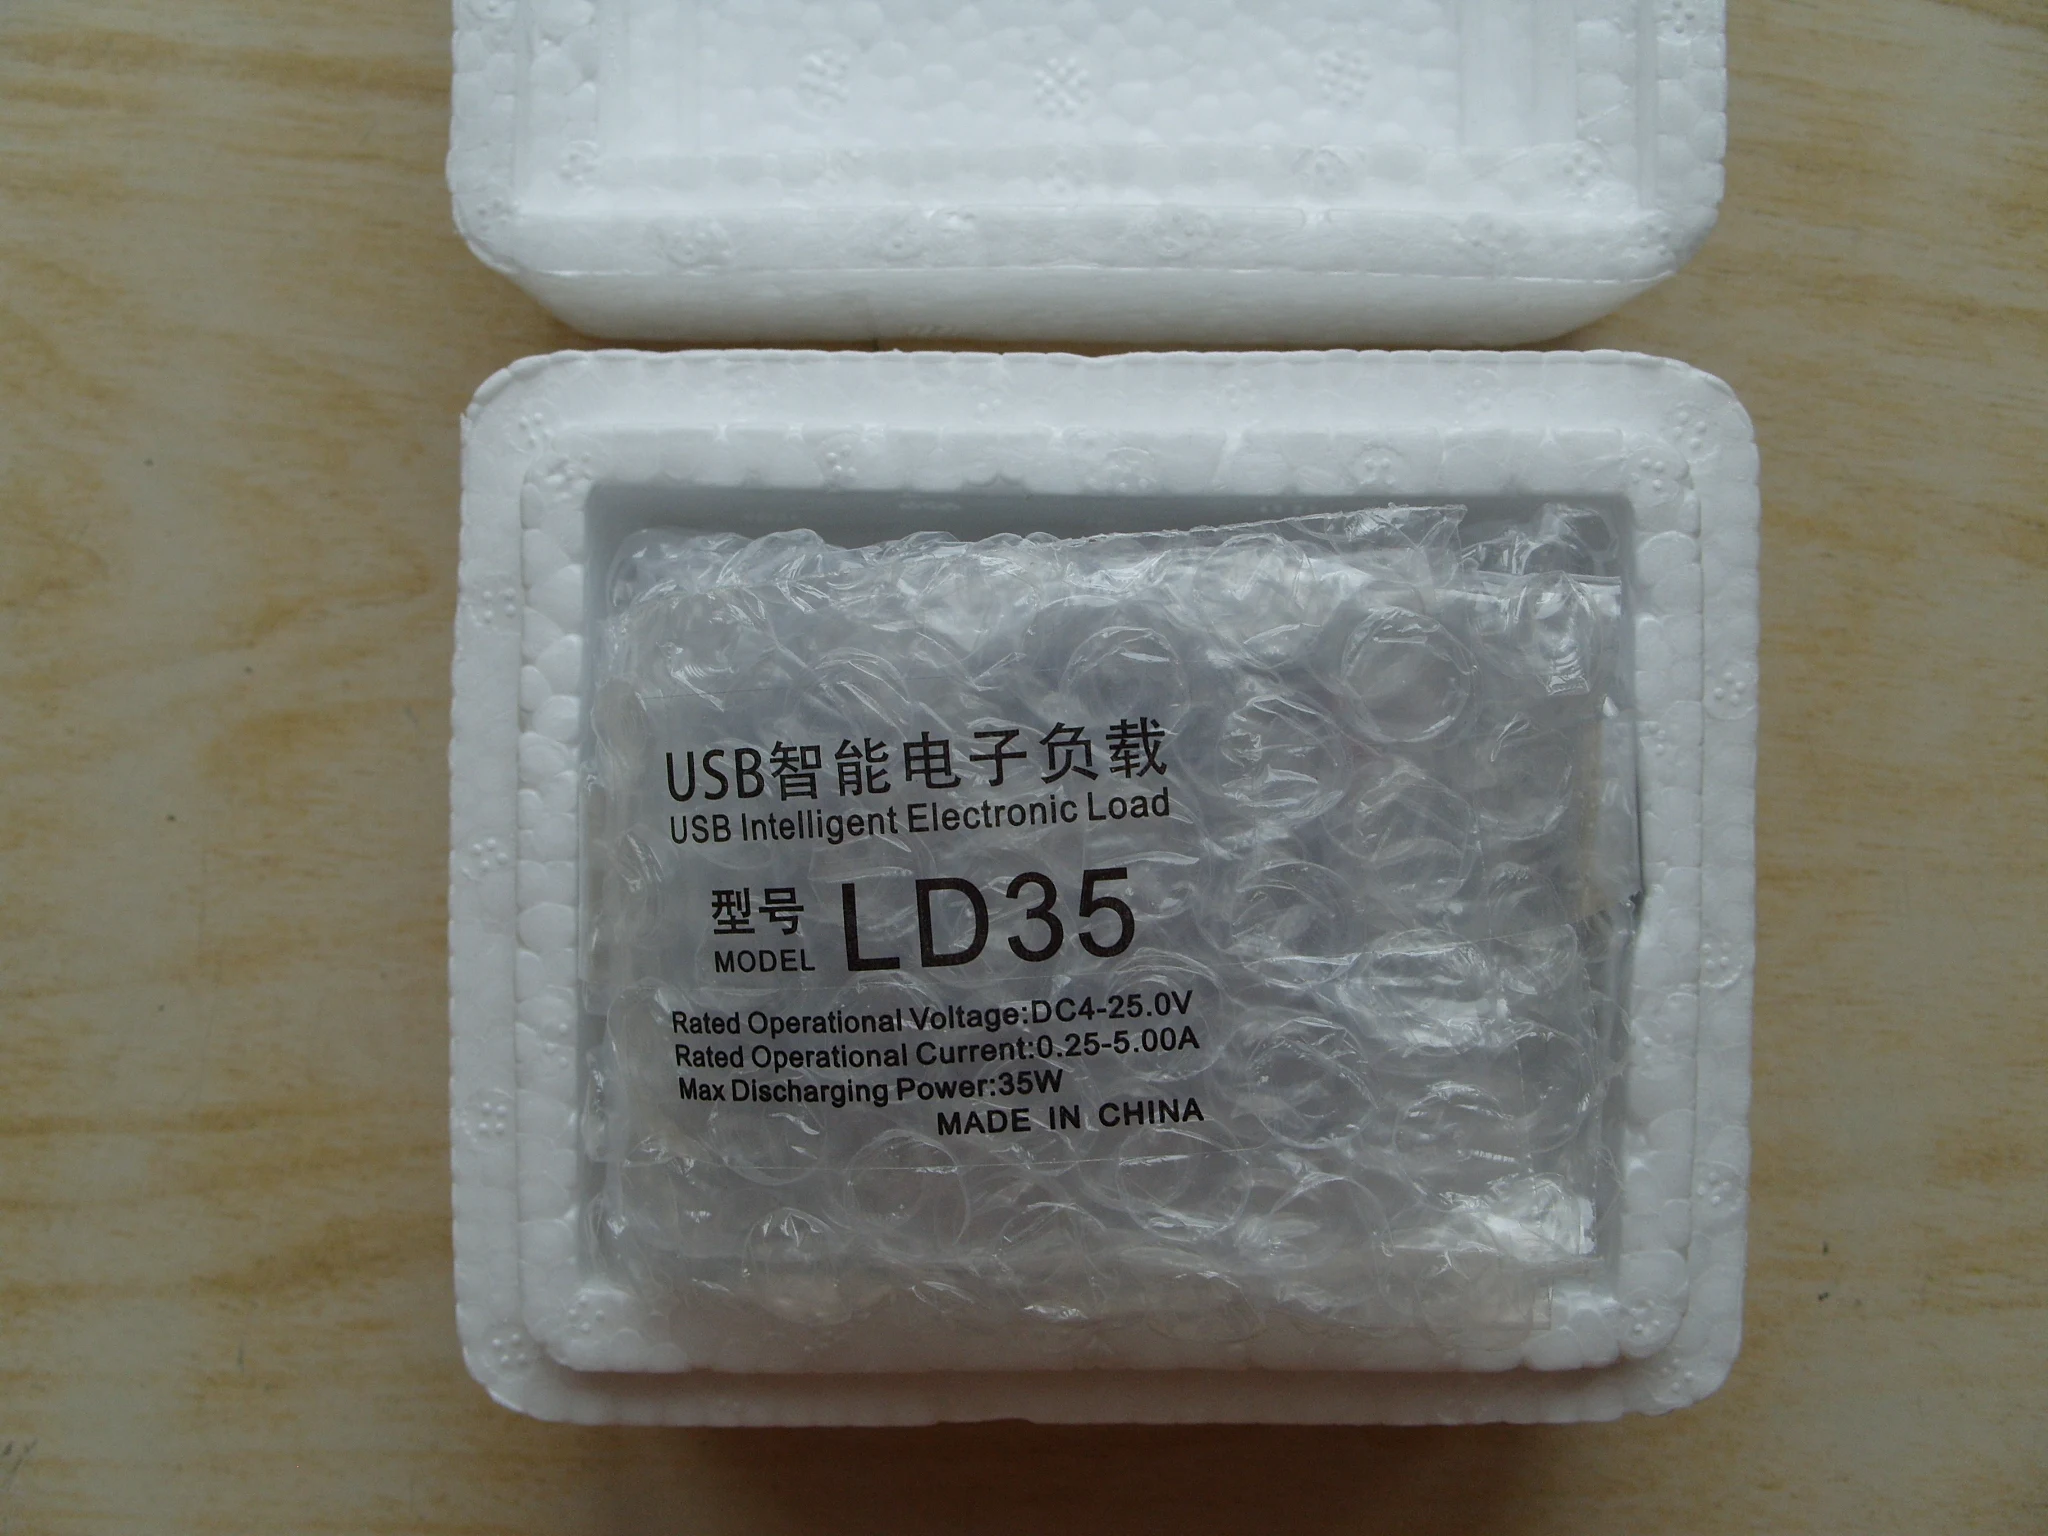 USB智能电子负载
USB Intelligent Electronic Load
型号 LD35
MODEL
Rated Operational Voltage:DC4-25.0V
Rated Operational Current:0.25-5.00A
Max Discharging Power:35W
MADE IN CHINA